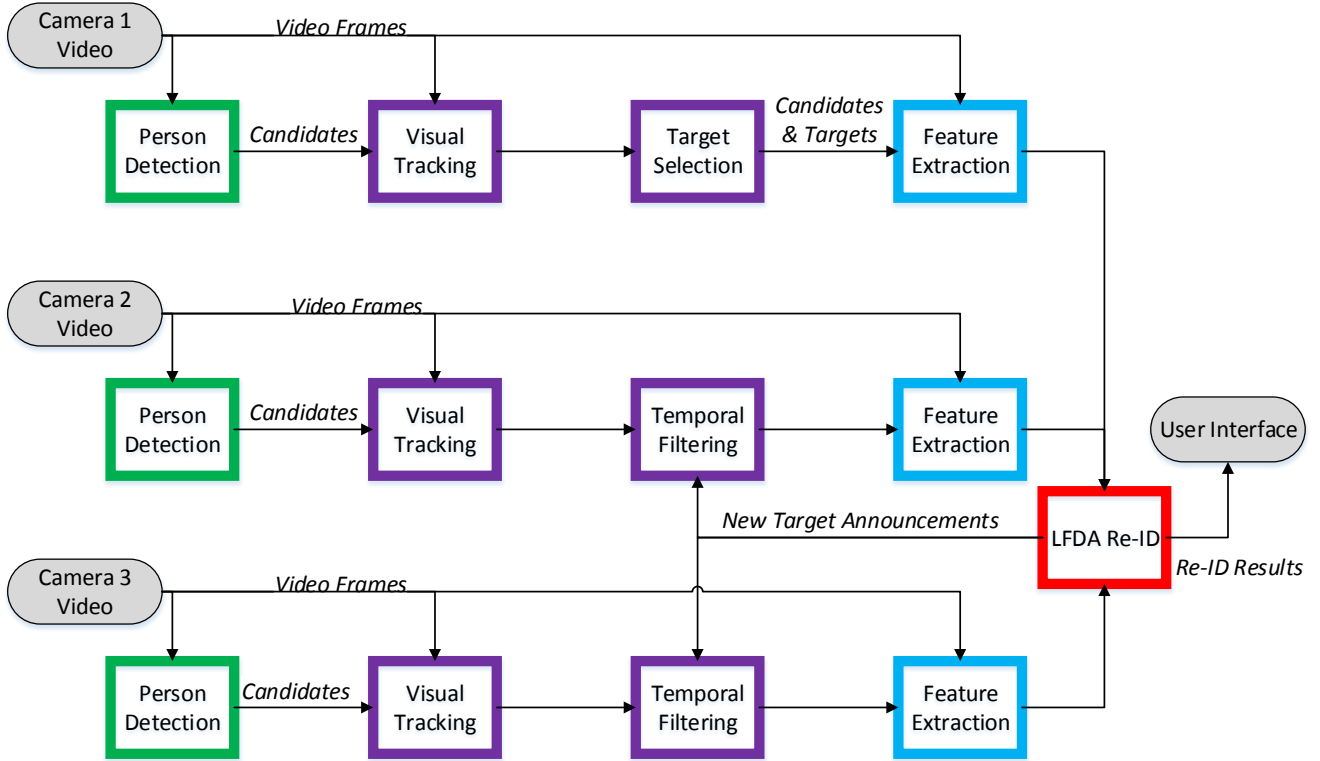 Camera 1
Video
Video Frames
Person
Detection
Candidates
Visual
Tracking
Target
Selection
Candidates
& Targets
Feature
Extraction
Camera 2
Video
Video Frames
Person
Detection
Candidates
Visual
Tracking
Temporal
Filtering
Feature
Extraction
User Interface
New Target Announcements
LFDA Re-ID
Re-ID Results
Camera 3
Video
Video Frames
Person
Detection
Candidates
Visual
Tracking
Temporal
Filtering
Feature
Extraction